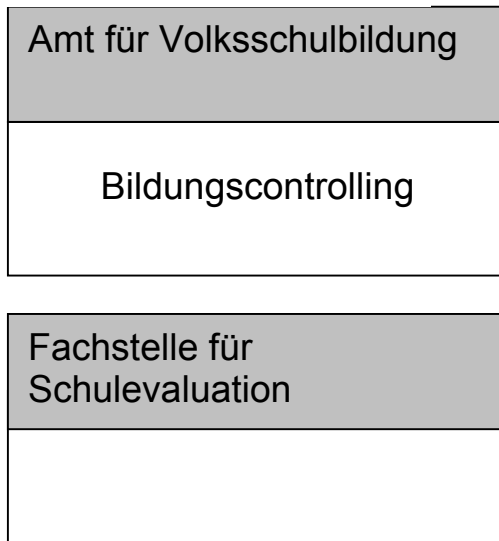 Amt für Volksschulbildung
Bildungscontrolling
Fachstelle für
Schulevaluation